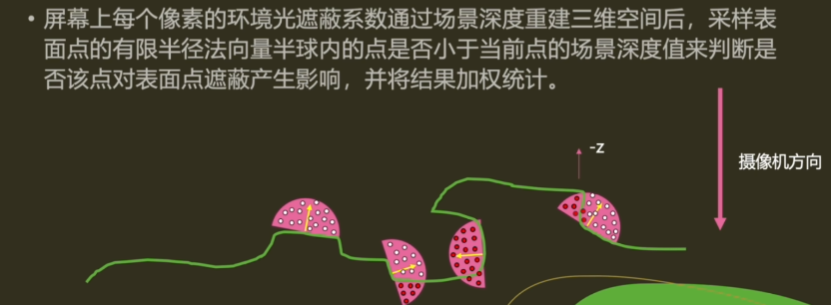 • 屏幕上每个像素的环境光遮蔽系数通过场景深度重建三维空间后，采样表
面点的有限半径法向量半球内的点是否小于当前点的场景深度值来判断是
否该点对表面点遮蔽产生影响，并将结果加权统计。
-Z
摄像机方向